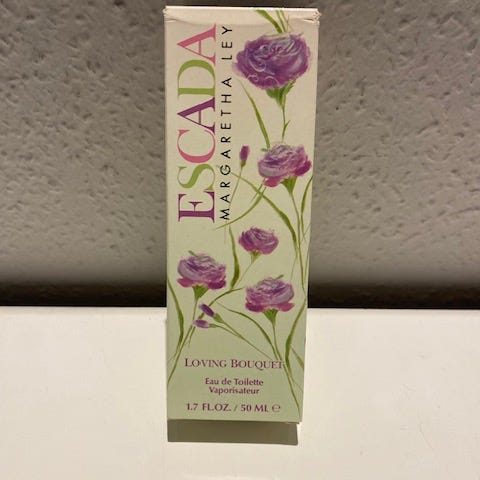 ESCADA
MARGARETHA LEY
LOVING BOUQUET
Eau de Toilette
Vaporisateur
1.7 FL.OZ. / 50 ML ℮